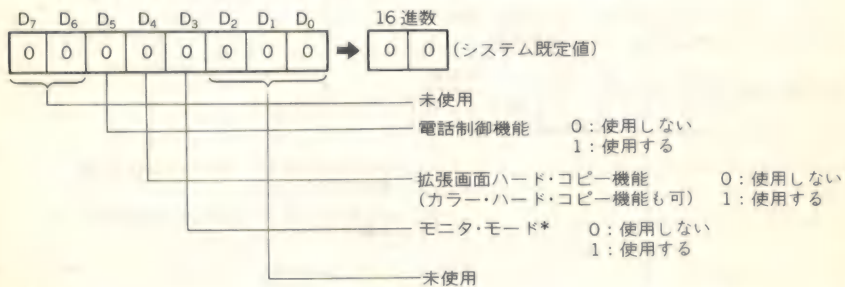 D₇ D₆ D₅ D₄ D₃ D₂ D₁ D₀ 16進数
0 0 0 0 0 0 0 0 ➡ 0 0 (システム既定値)
未使用
電話制御機能 0:使用しない
1:使用する
拡張画面ハード・コピー機能 0:使用しない
(カラー・ハード・コピー機能も可) 1:使用する
モニタ・モード* 0:使用しない
1:使用する
未使用